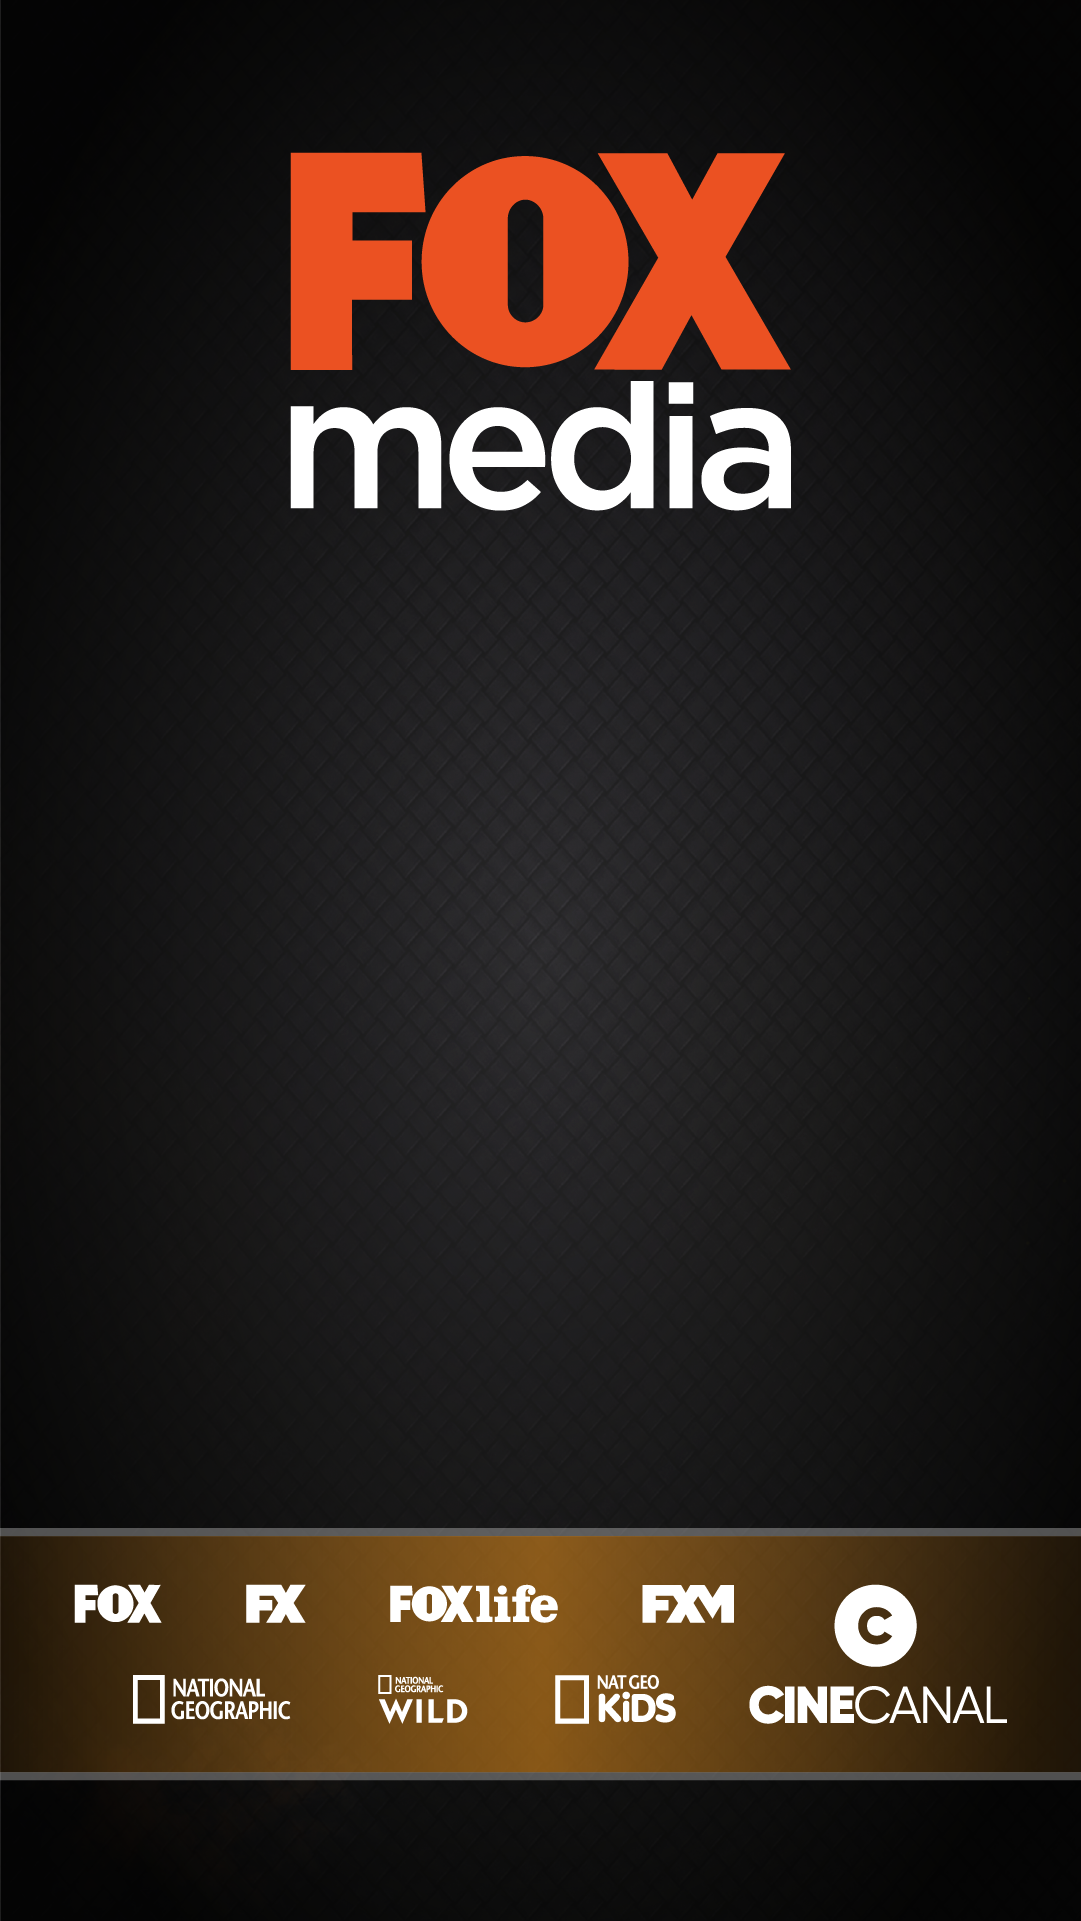 FOX
media
FOX FX FOXlife FXM C
NATIONAL
GEOGRAPHIC
NATIONAL
GEOGRAPHIC
WILD
NAT GEO
KiDS
CINECANAL